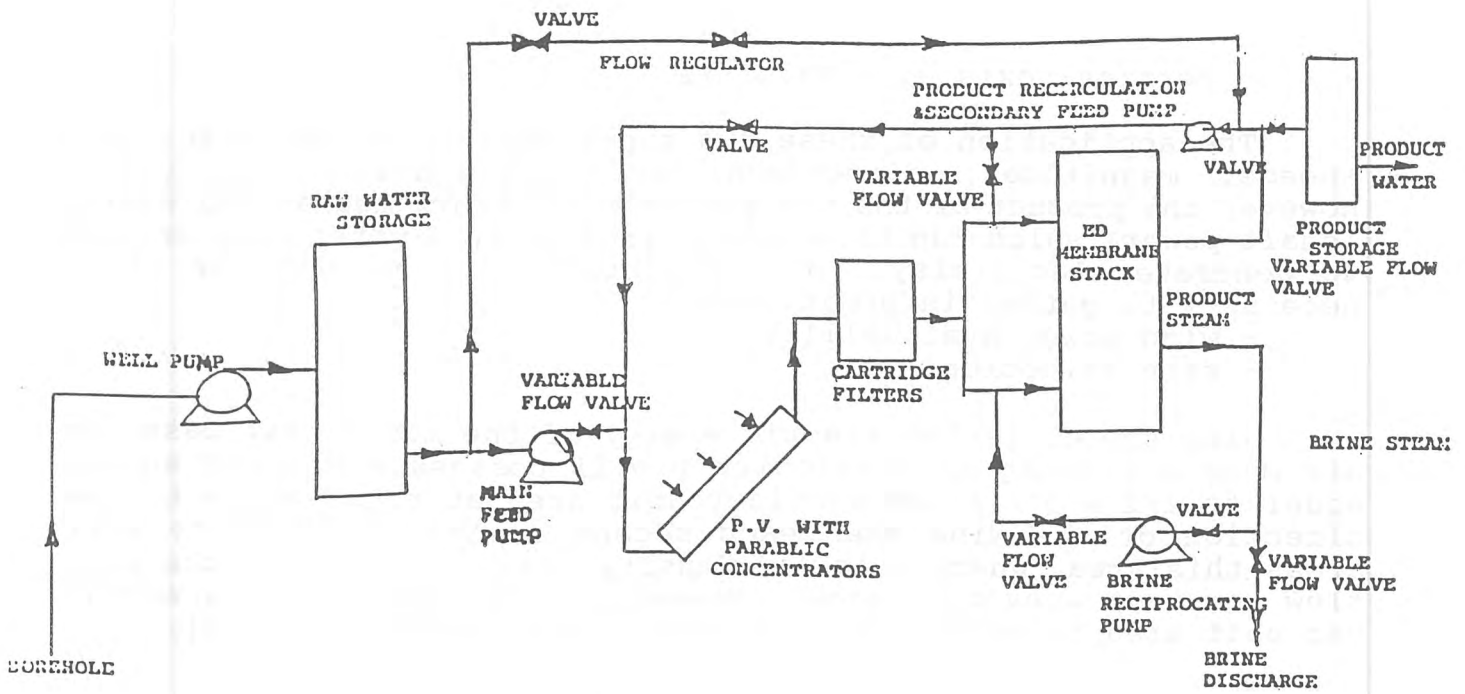 VALVE
FLOW REGULATOR
PRODUCT RECIRCULATION
&SECONDARY FEED PUMP
VALVE
VALVE
PRODUCT
WATER
VARIABLE
FLOW VALVE
RAW WATER
STORAGE
ED
MEMBRANE
STACK
PRODUCT
STORAGE
VARIABLE FLOW
VALVE
PRODUCT
STEAM
WELL PUMP
VARIABLE
FLOW VALVE
CARTRIDGE
FILTERS
BRINE STEAM
MAIN
FEED
PUMP
P.V. WITH
PARABLIC
CONCENTRATORS
VARIABLE
FLOW
VALVE
VALVE
BRINE
RECIPROCATING
PUMP
VARIABLE
FLOW VALVE
BOREHOLE
BRINE
DISCHARGE